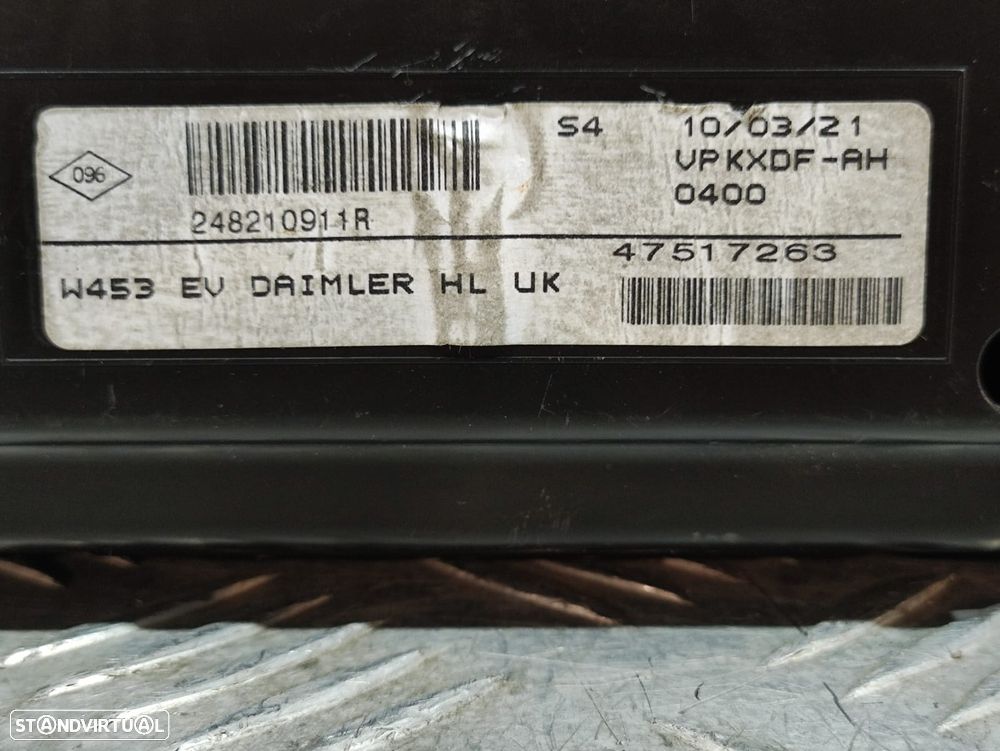 096
248210911R
S4 10/03/21
VPKXDF-AH
0400
47517263
W453 EV DAIMLER HL UK
STANDVIRTUAL